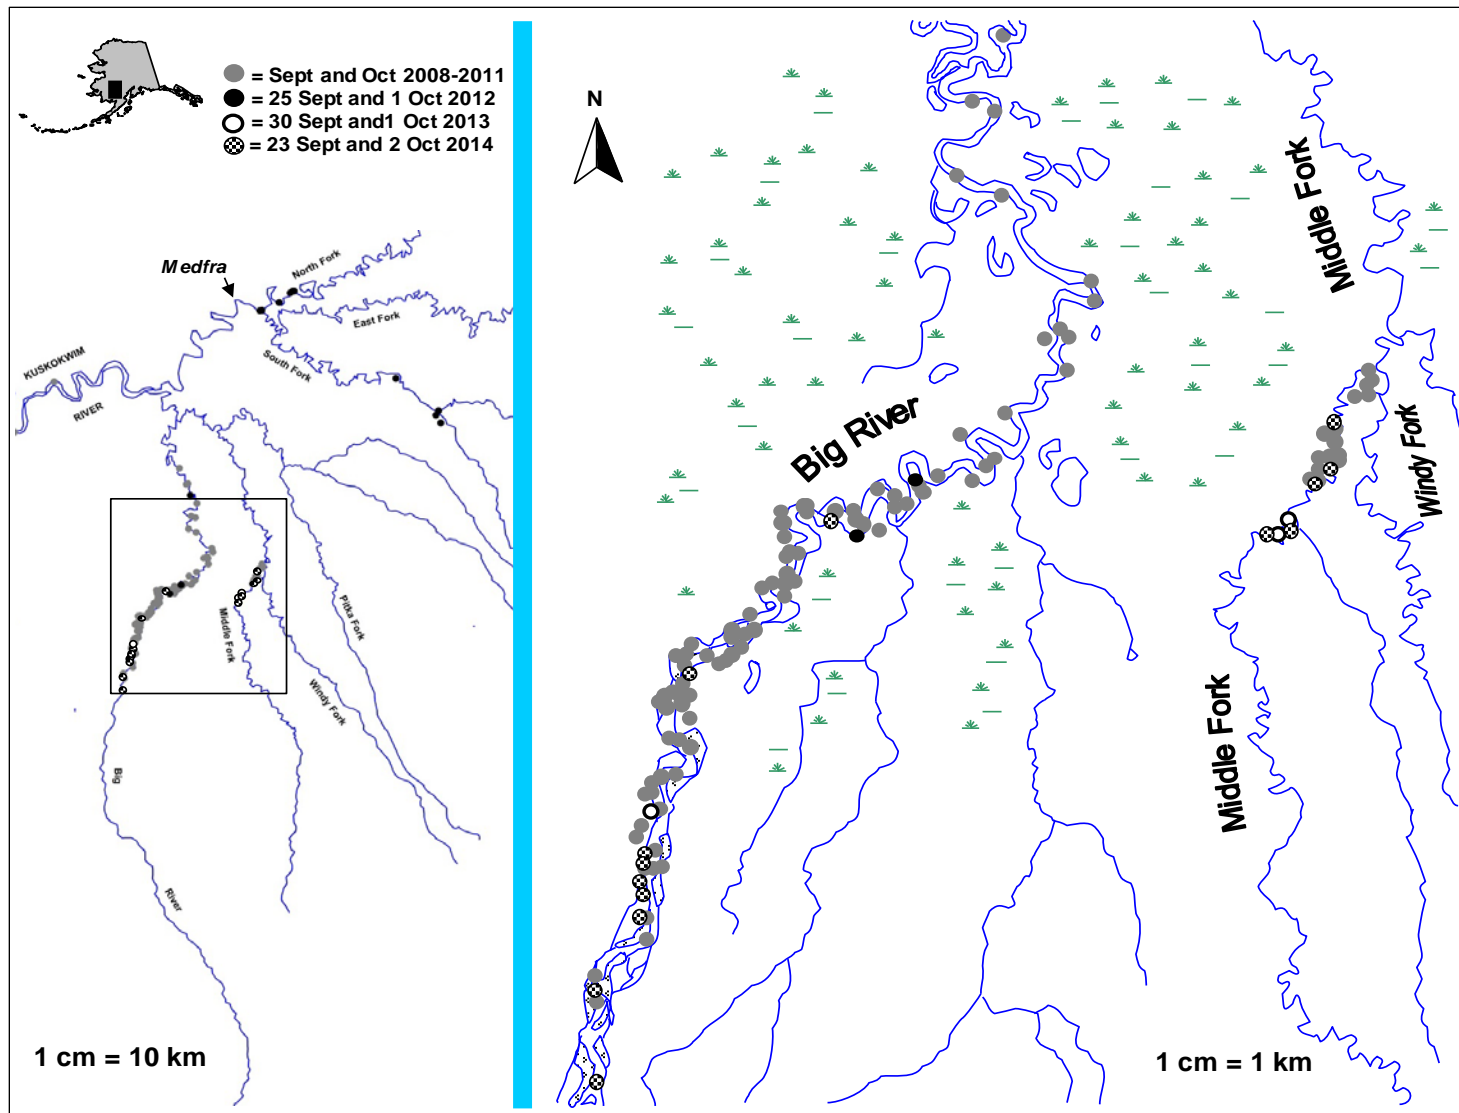 = Sept and Oct 2008-2011
= 25 Sept and 1 Oct 2012
= 30 Sept and1 Oct 2013
= 23 Sept and 2 Oct 2014
N
Medfra
North Fork
East Fork
South Fork
KUSKOKWIM
RIVER
Middle Fork
Pitka Fork
Windy Fork
Big
River
1 cm = 10 km
Big River
Middle Fork
Windy Fork
Middle Fork
1 cm = 1 km